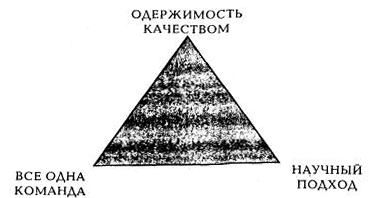 ОДЕРЖИМОСТЬ
КАЧЕСТВОМ
ВСЕ ОДНА
КОМАНДА
НАУЧНЫЙ
ПОДХОД